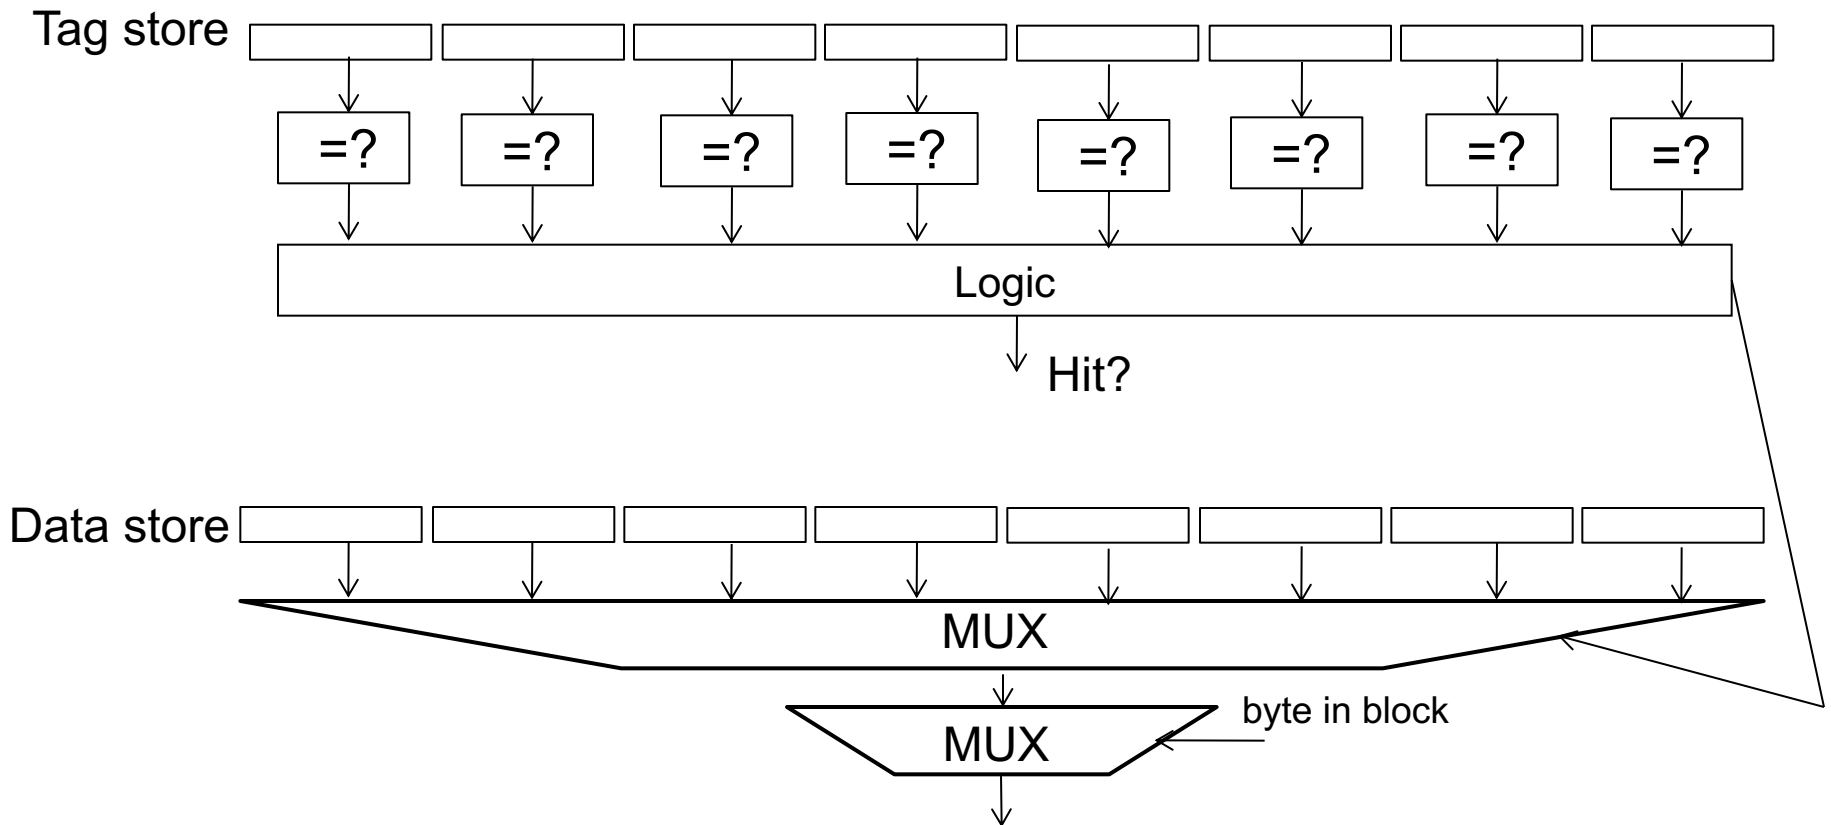 Tag store
=? =? =? =? =? =? =? =?
Logic
Hit?
Data store
MUX
byte in block
MUX